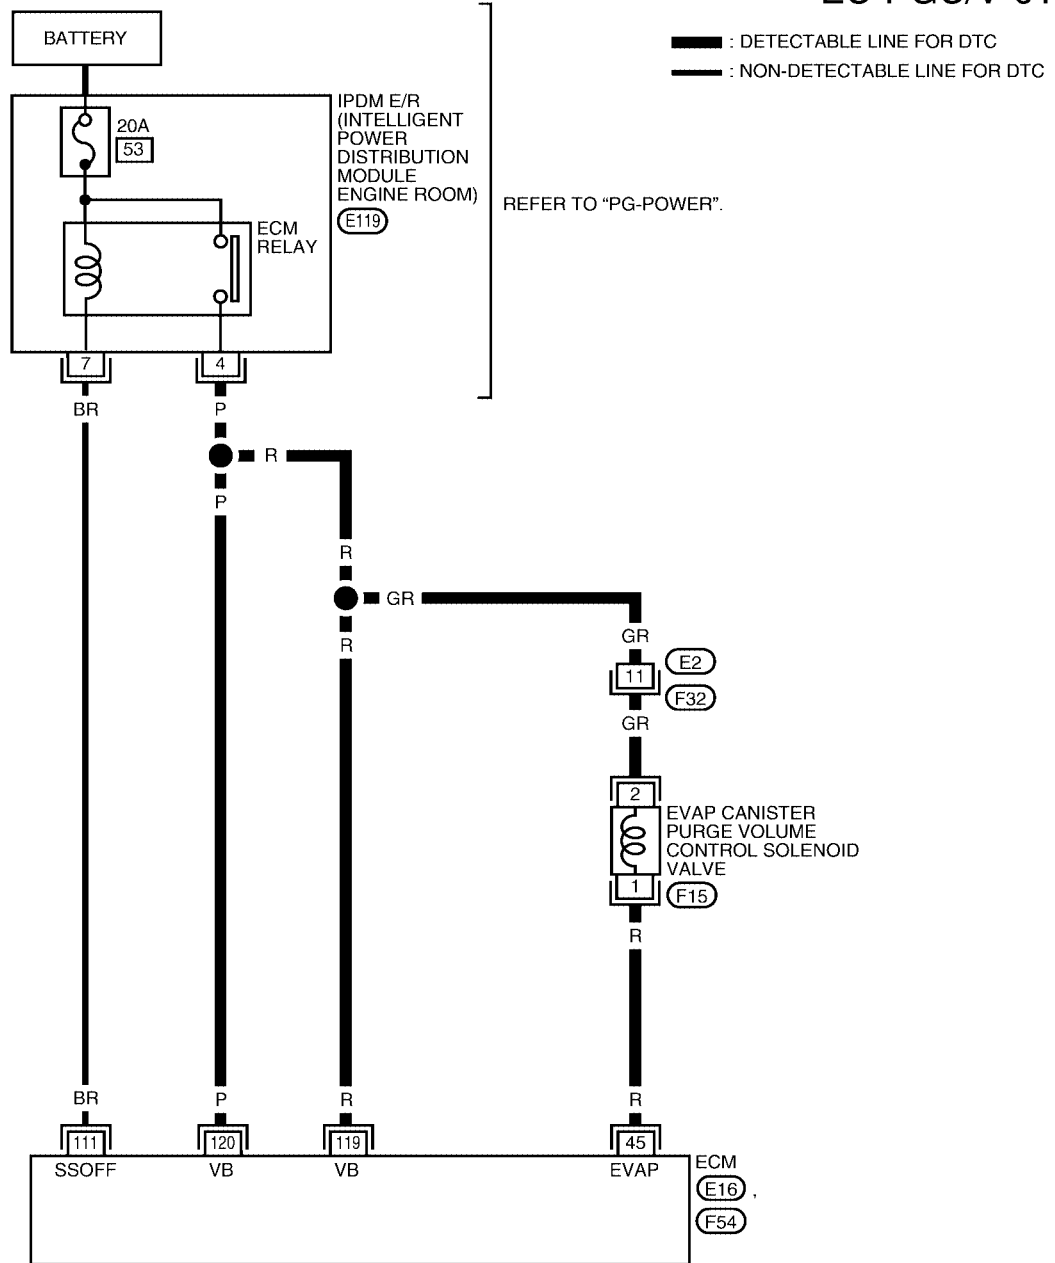 BATTERY
: DETECTABLE LINE FOR DTC
: NON-DETECTABLE LINE FOR DTC
20A
53
IPDM E/R
(INTELLIGENT
POWER
DISTRIBUTION
MODULE
ENGINE ROOM)
E119
REFER TO “PG-POWER”.
ECM
RELAY
7
4
BR
P
R
P
R
GR
R
GR
11
E2
F32
GR
2
EVAP CANISTER
PURGE VOLUME
CONTROL SOLENOID
VALVE
1
F15
R
BR
P
R
R
111
120
119
45
SSOFF
VB
VB
EVAP
ECM
E16 ,
F54